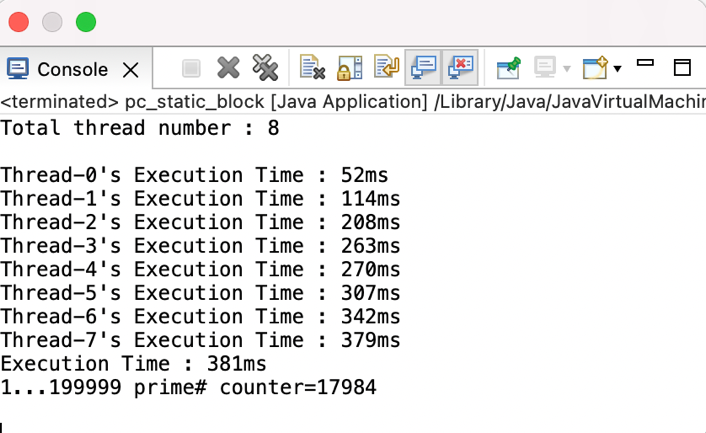 Console
<terminated> pc_static_block [Java Application] /Library/Java/JavaVirtualMachin
Total thread number : 8
Thread-0's Execution Time : 52ms
Thread-1's Execution Time : 114ms
Thread-2's Execution Time : 208ms
Thread-3's Execution Time : 263ms
Thread-4's Execution Time : 270ms
Thread-5's Execution Time : 307ms
Thread-6's Execution Time : 342ms
Thread-7's Execution Time : 379ms
Execution Time : 381ms
1...199999 prime# counter=17984